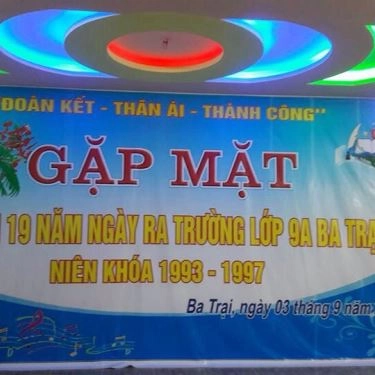 ĐOÀN KẾT - THÂN ÁI - THÀNH CÔNG"
GẶP MẶT
19 NĂM NGÀY RA TRƯỜNG LỚP 9A BA TRẠ
NIÊN KHÓA 1993 - 1997
Ba Trại, ngày 03 tháng 9 năm